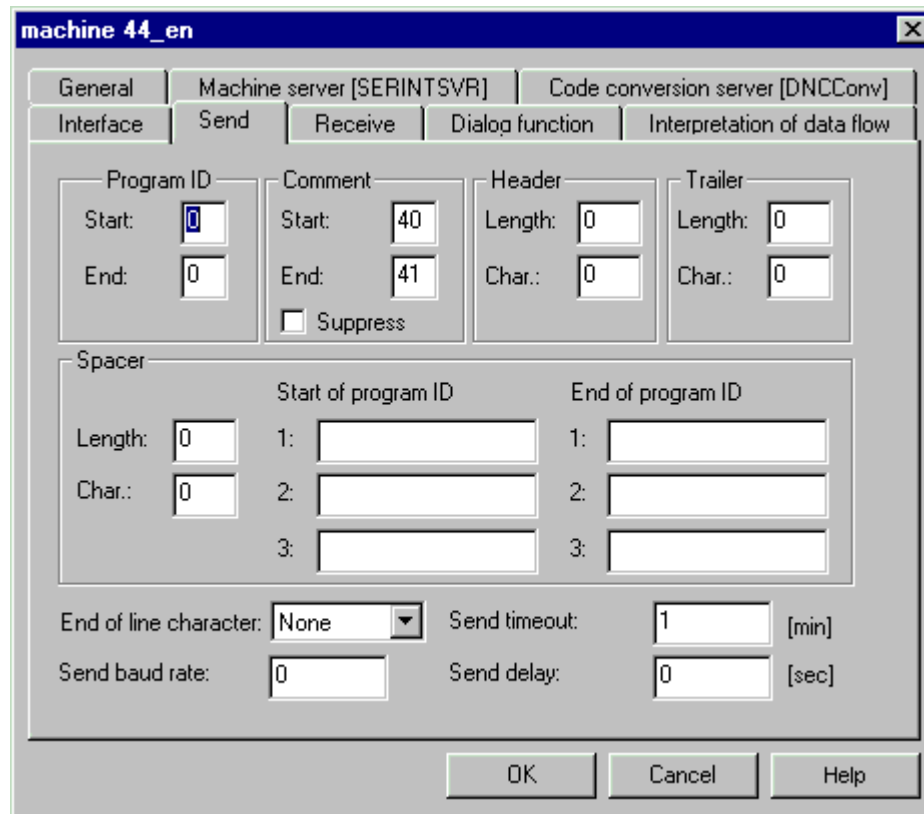 machine 44_en
General Machine server [SERINTSVR] Code conversion server [DNCConv]
Interface Send Receive Dialog function Interpretation of data flow
Program ID Comment Header Trailer
Start: 0 Start: 40 Length: 0 Length: 0
End: 0 End: 41 Char.: 0 Char.: 0
Suppress
Spacer
Start of program ID End of program ID
Length: 0 1: 1:
Char.: 0 2: 2:
3: 3:
End of line character: None Send timeout: 1 [min]
Send baud rate: 0 Send delay: 0 [sec]
OK Cancel Help